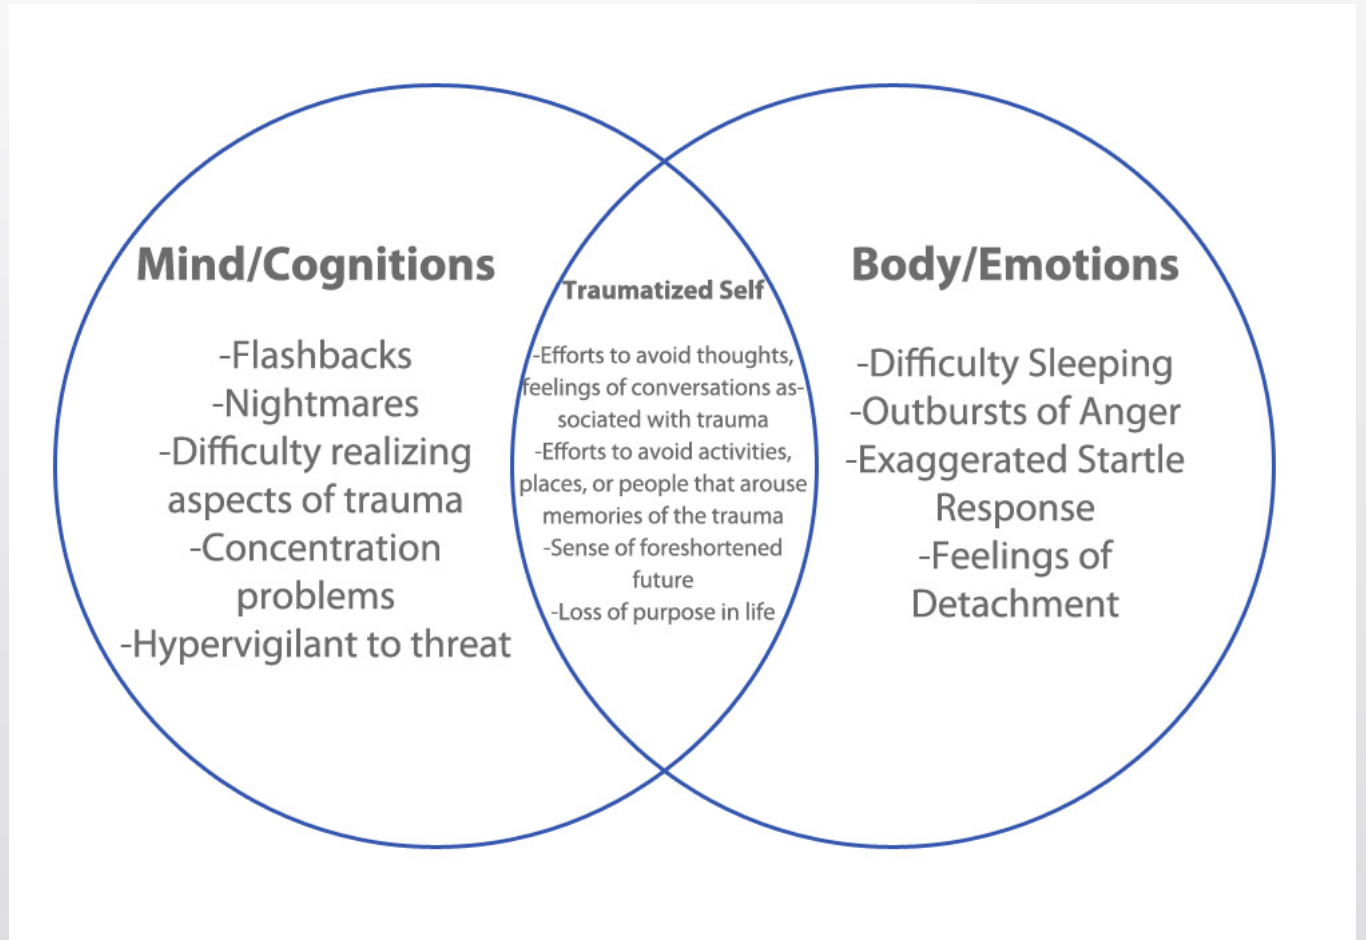 Mind/Cognitions
-Flashbacks
-Nightmares
-Difficulty realizing
aspects of trauma
-Concentration
problems
-Hypervigilant to threat
Traumatized Self
-Efforts to avoid thoughts,
feelings of conversations as-
sociated with trauma
-Efforts to avoid activities,
places, or people that arouse
memories of the trauma
-Sense of foreshortened
future
-Loss of purpose in life
Body/Emotions
-Difficulty Sleeping
-Outbursts of Anger
-Exaggerated Startle
Response
-Feelings of
Detachment